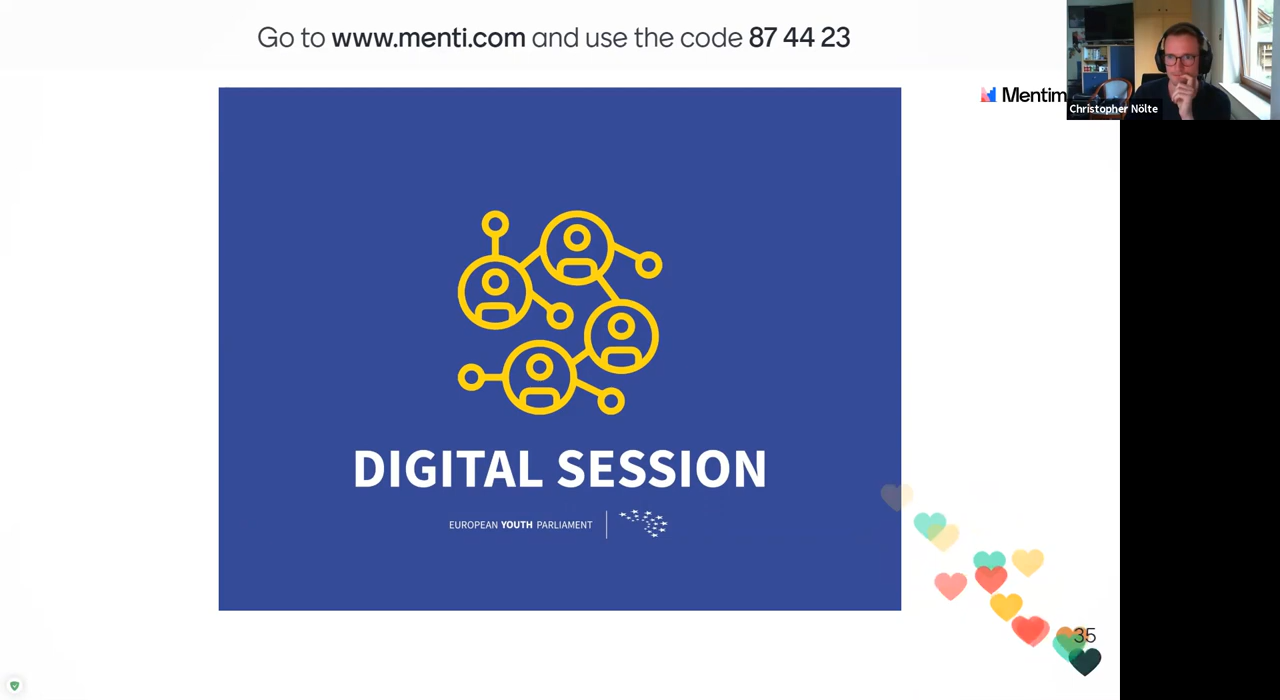 Go to www.menti.com and use the code 87 44 23
Mentim
Christopher Nölte
DIGITAL SESSION
EUROPEAN YOUTH PARLIAMENT
35